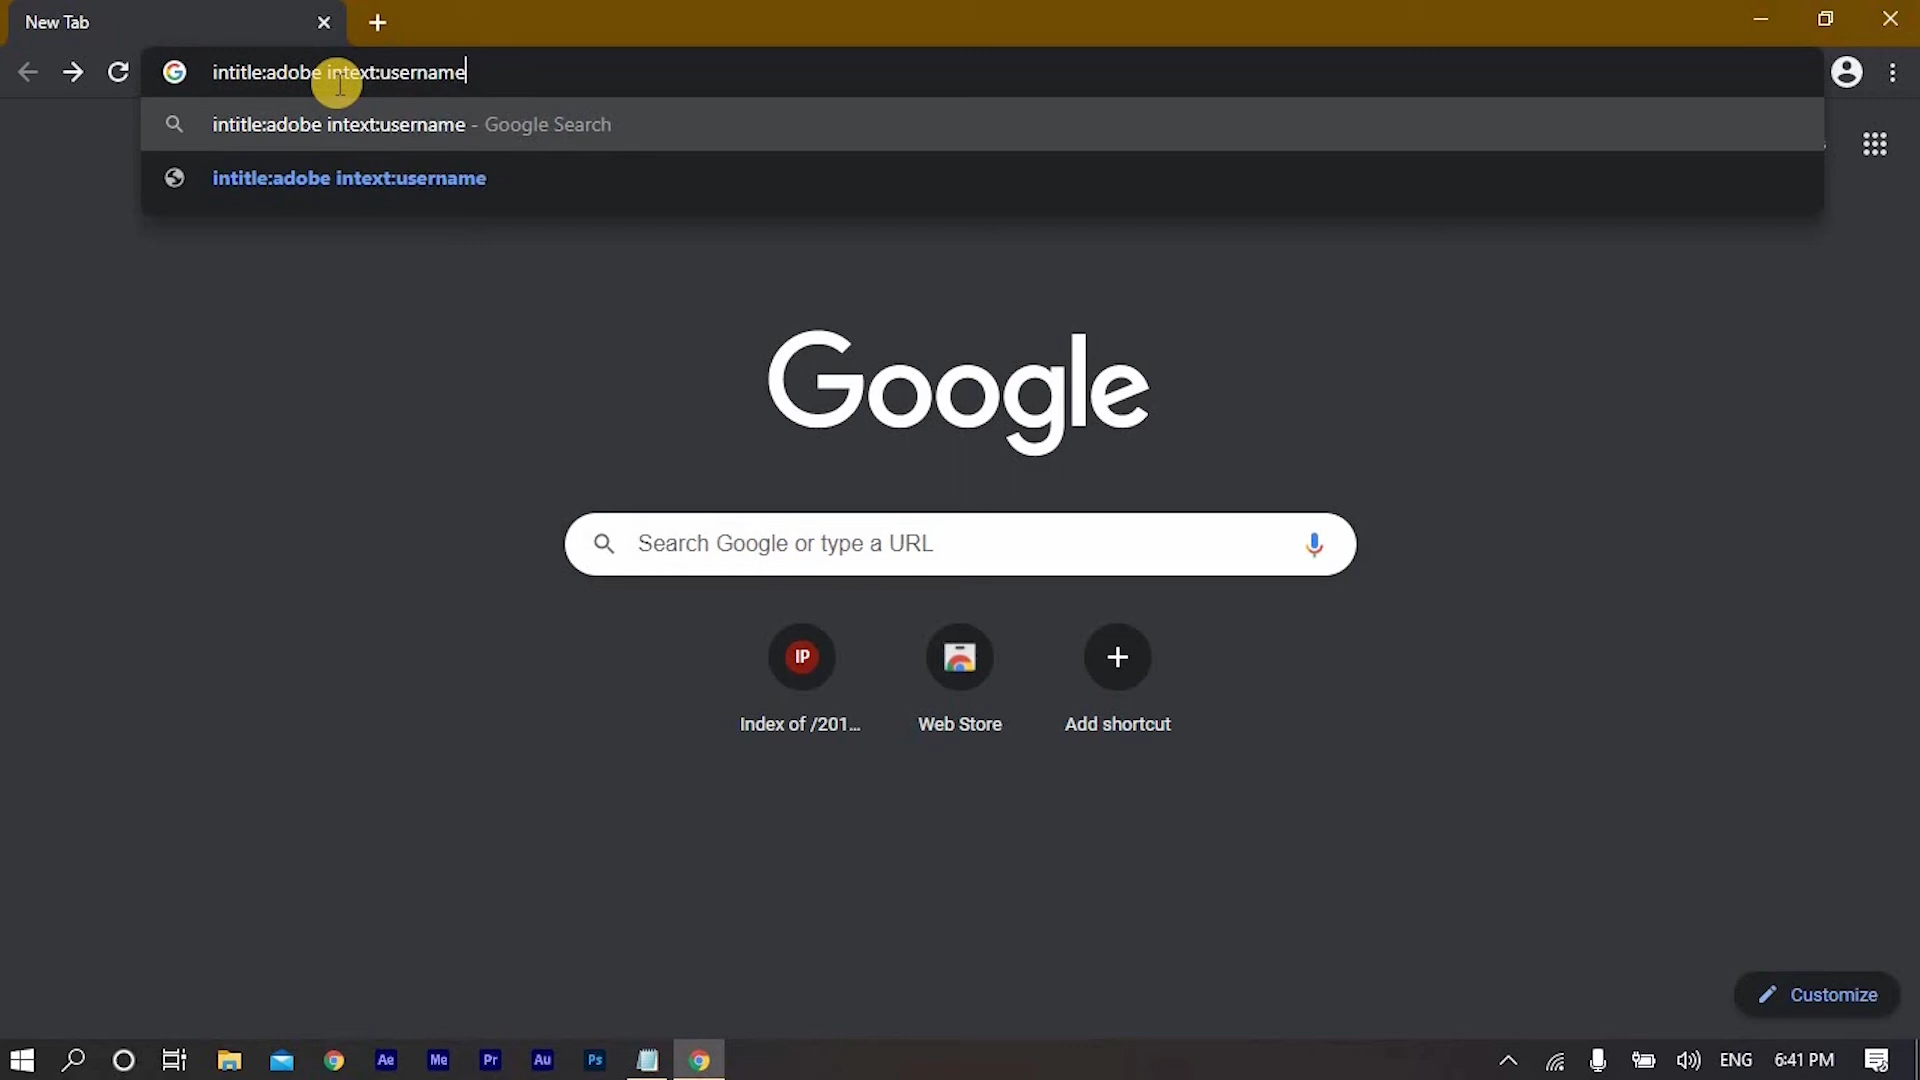 New Tab
intitle:adobe intext:username
intitle:adobe intext:username - Google Search
intitle:adobe intext:username
Google
Search Google or type a URL
IP
Index of /201...
Web Store
Add shortcut
Customize
Ae
Me
Pr
Au
Ps
ENG
6:41 PM